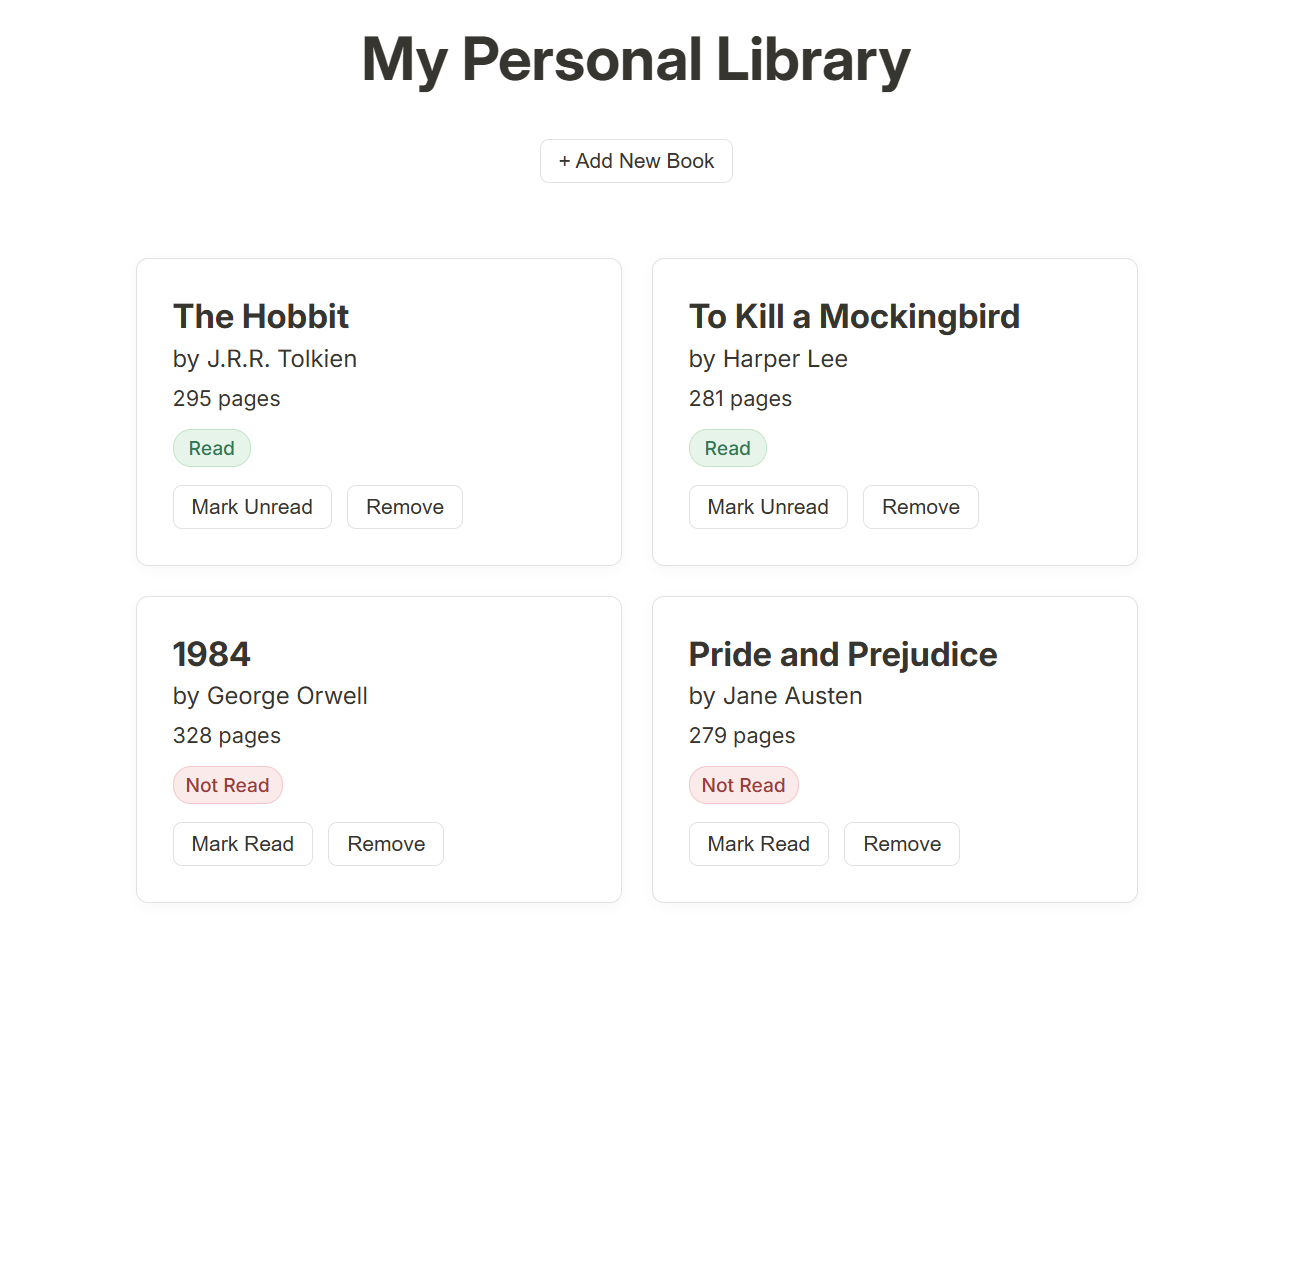 My Personal Library
+ Add New Book
The Hobbit
by J.R.R. Tolkien
295 pages
Read
Mark Unread
Remove
To Kill a Mockingbird
by Harper Lee
281 pages
Read
Mark Unread
Remove
1984
by George Orwell
328 pages
Not Read
Mark Read
Remove
Pride and Prejudice
by Jane Austen
279 pages
Not Read
Mark Read
Remove